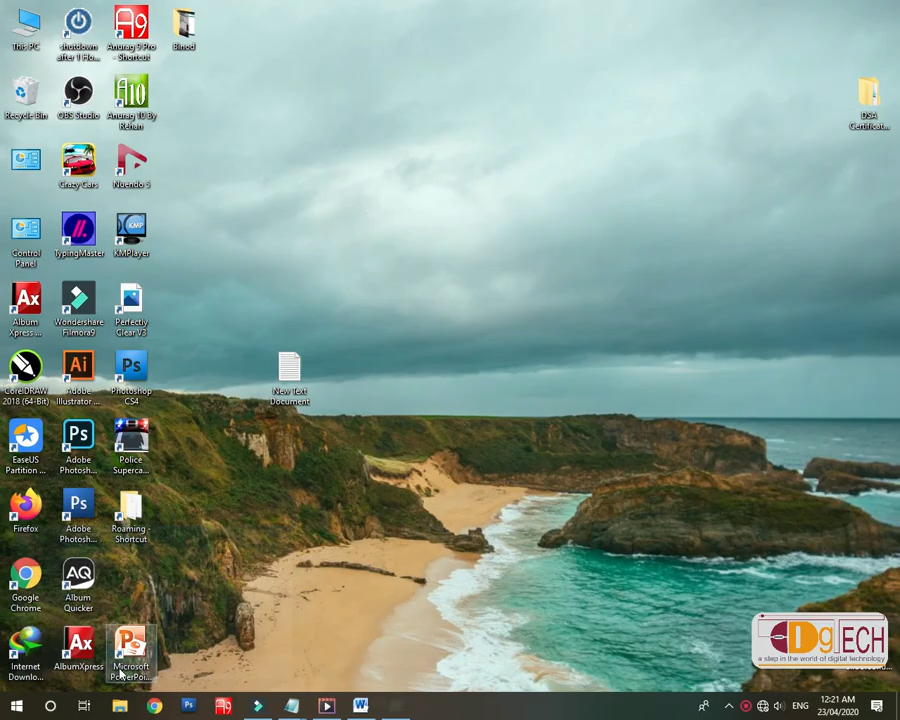 This PC
shutdown
after 1 Ho...
Anurag 9 Pro
- Shortcut
Binod
Recycle Bin
OBS Studio
Anurag 10 By
Rehan
DSA
Certificat...
Crazy Cars
Nuendo 5
Control
Panel
TypingMaster
KMPlayer
Album
Xpress ...
Wondershare
Filmora9
Perfectly
Clear V3
CorelDRAW
2018 (64-Bit)
Adobe
Illustrator ...
Photoshop
CS4
New Text
Document
EaseUS
Partition ...
Adobe
Photosh...
Police
Superca...
Firefox
Adobe
Photosh...
Roaming -
Shortcut
Google
Chrome
Album
Quicker
Internet
Downlo...
AlbumXpress
Microsoft
PowerPoi...
DgTECH
a step in the world of digital technology
ENG
12:21 AM
23/04/2020